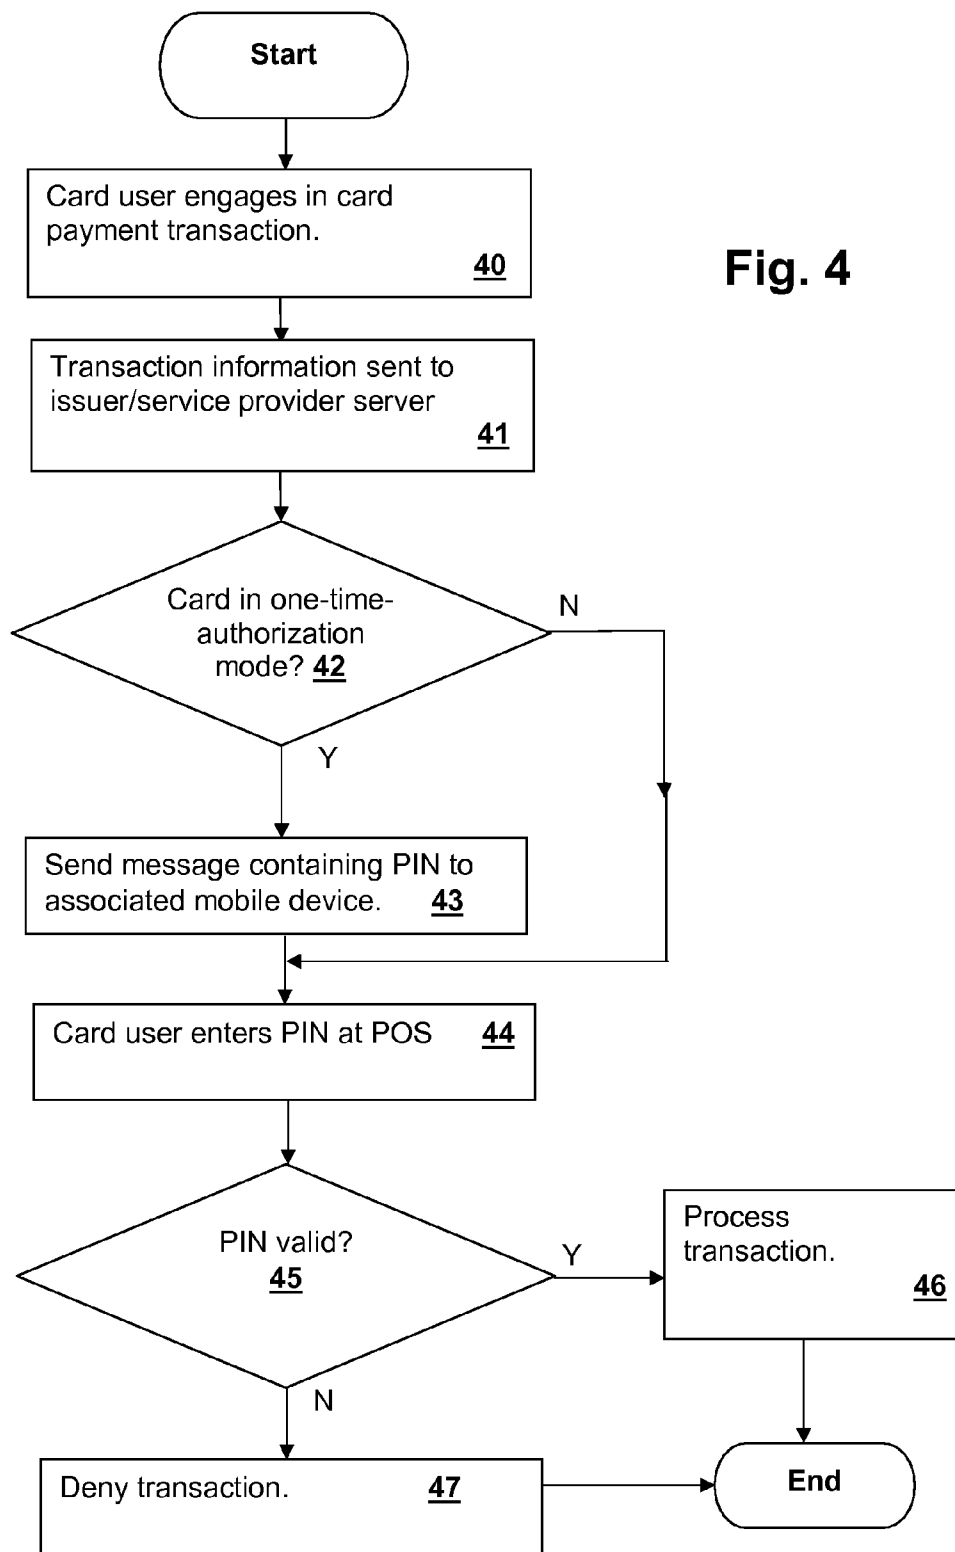 Start
Card user engages in card
payment transaction.
40
Fig. 4
Transaction information sent to
issuer/service provider server
41
Card in one-time-
authorization
mode? 42
N
Y
Send message containing PIN to
associated mobile device. 43
Card user enters PIN at POS 44
PIN valid?
45
Y
Process
transaction.
46
N
Deny transaction. 47
End